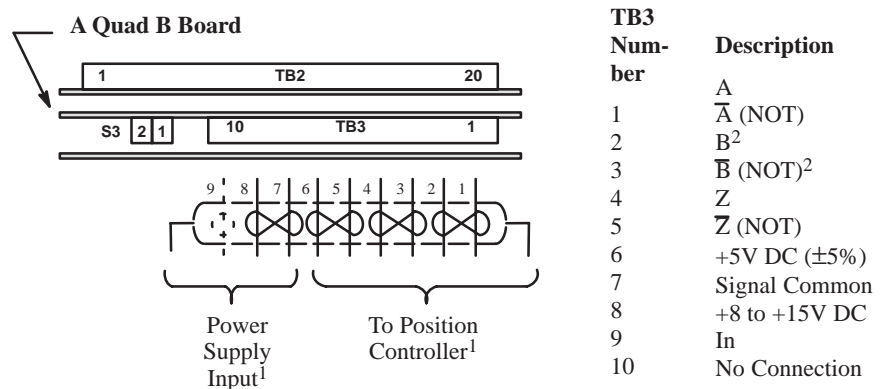 A Quad B Board
1 TB2 20
S3 2 1 10 TB3 1
9 8 7 6 5 4 3 2 1
Power
Supply
Input1
To Position
Controller1
TB3
Num-
ber Description
A
1 A̅ (NOT)
2 B2
3 B̅ (NOT)2
4 Z
5 Z̅ (NOT)
6 +5V DC (±5%)
7 Signal Common
8 +8 to +15V DC
9 In
10 No Connection